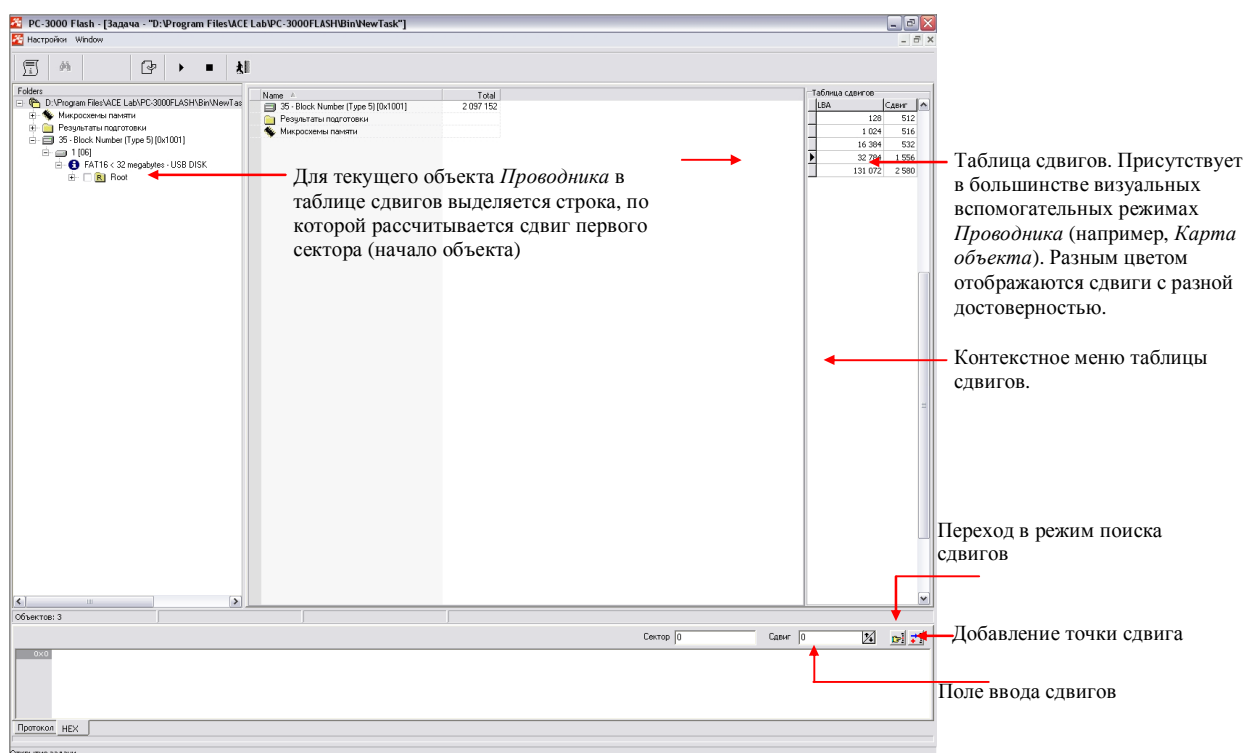 PC-3000 Flash - [Задача - "D:\Program Files\ACE Lab\PC-3000FLASH\Bin\NewTask"]
Настройки Window
Folders
D:\Program Files\ACE Lab\PC-3000FLASH\Bin\NewTas
Микросхемы памяти
Результаты подготовки
35 - Block Number (Type 5) [0x1001]
1 [06]
FAT16 < 32 megabytes - USB DISK
Root
Name Total
35 - Block Number (Type 5) [0x1001] 2 097 152
Результаты подготовки
Микросхемы памяти
Таблица сдвигов
LBA Сдвиг
128 512
1 024 516
16 384 532
32 784 1 556
131 072 2 580
Для текущего объекта Проводника в
таблице сдвигов выделяется строка, по
которой рассчитывается сдвиг первого
сектора (начало объекта)
Таблица сдвигов. Присутствует
в большинстве визуальных
вспомогательных режимах
Проводника (например, Карта
объекта). Разным цветом
отображаются сдвиги с разной
достоверностью.
Контекстное меню таблицы
сдвигов.
Переход в режим поиска
сдвигов
Добавление точки сдвига
Поле ввода сдвигов
Объектов: 3
Сектор 0 Сдвиг 0
0x0
Протокол HEX